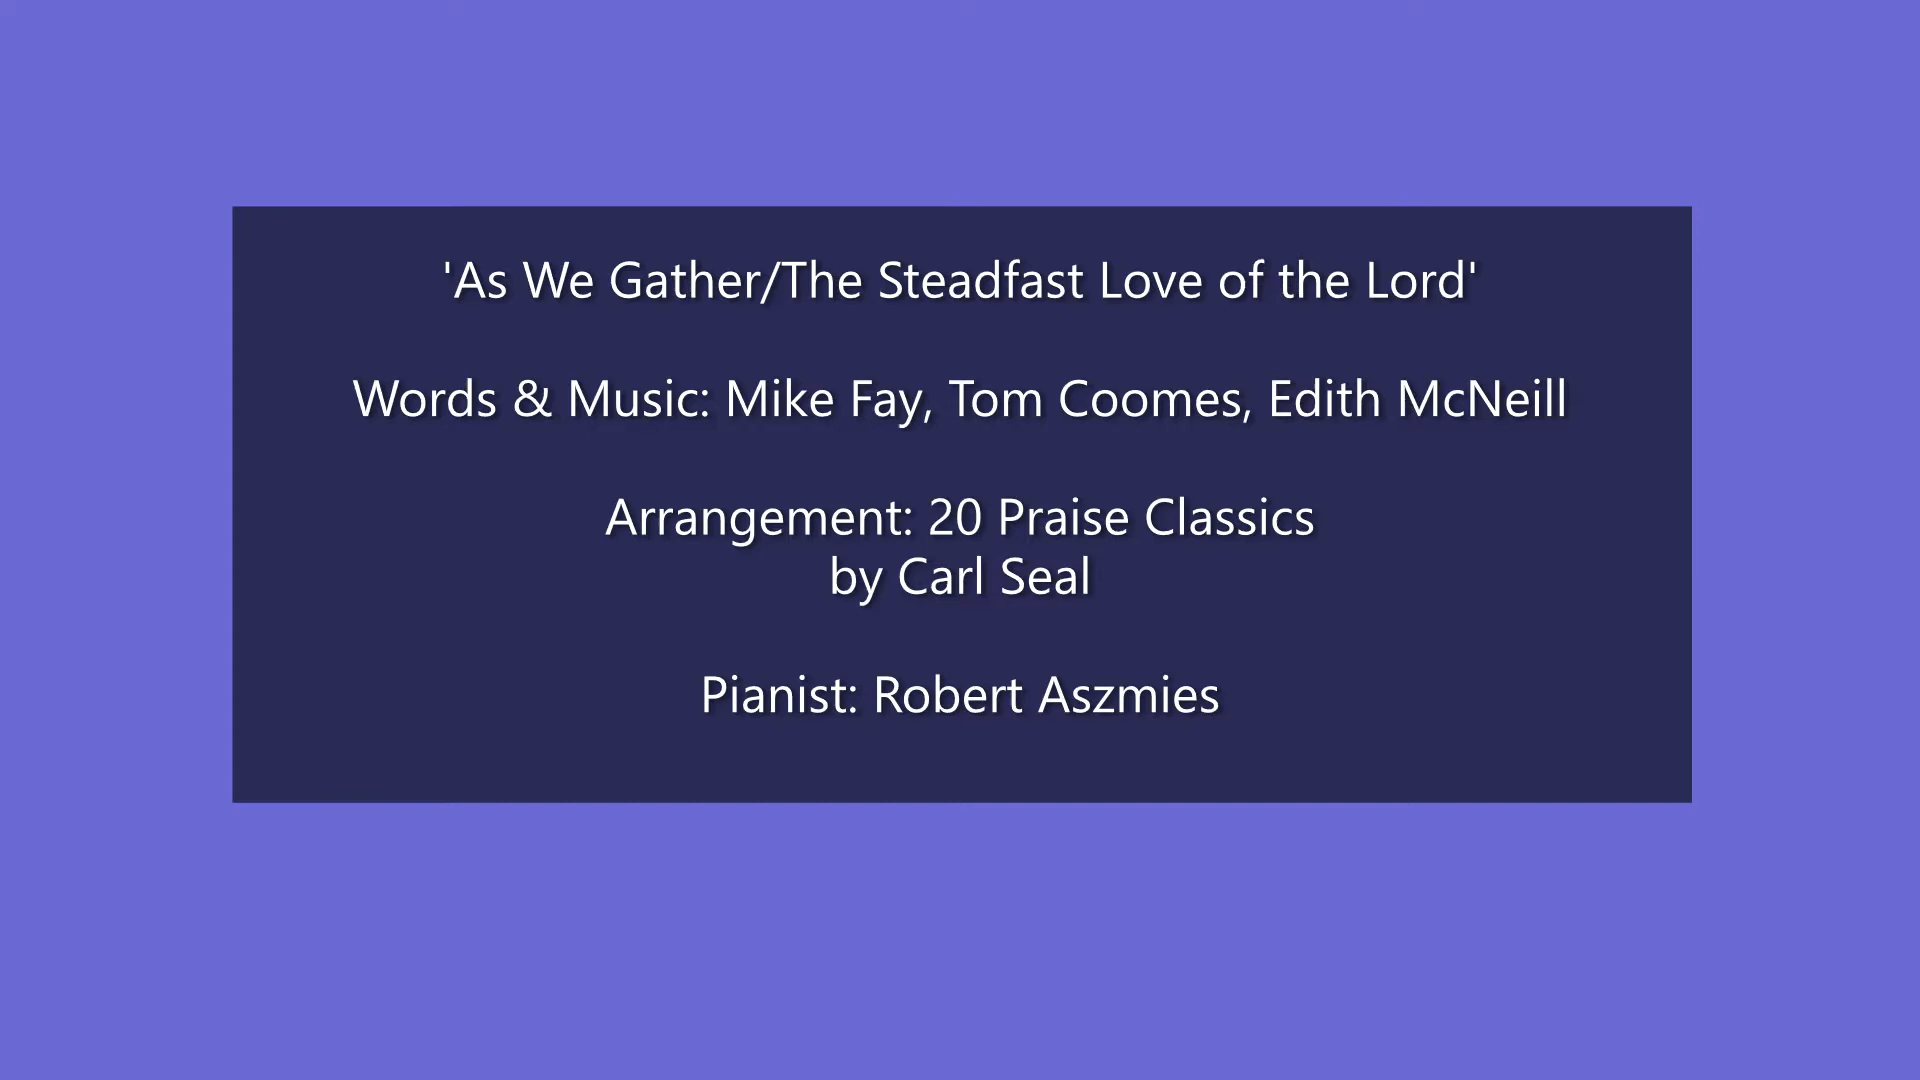 'As We Gather/The Steadfast Love of the Lord'
Words & Music: Mike Fay, Tom Coomes, Edith McNeill
Arrangement: 20 Praise Classics
by Carl Seal
Pianist: Robert Aszmies